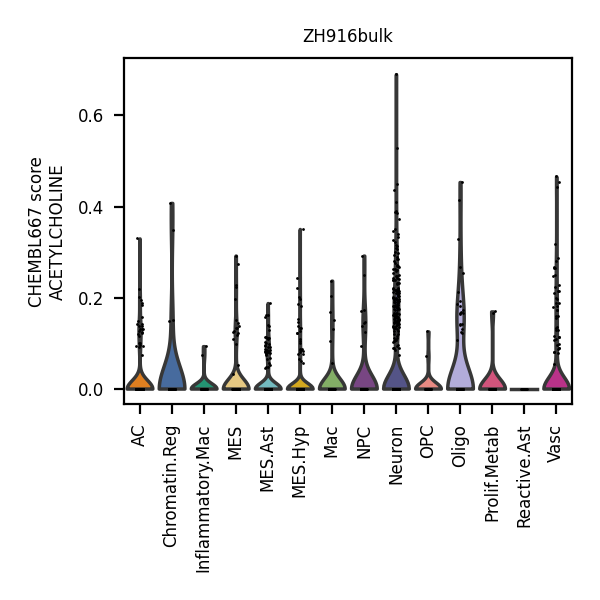 ZH916bulk
CHEMBL667 score
ACETYLCHOLINE
0.6
0.4
0.2
0.0
AC
Chromatin.Reg
Inflammatory.Mac
MES
MES.Ast
MES.Hyp
Mac
NPC
Neuron
OPC
Oligo
Prolif.Metab
Reactive.Ast
Vasc